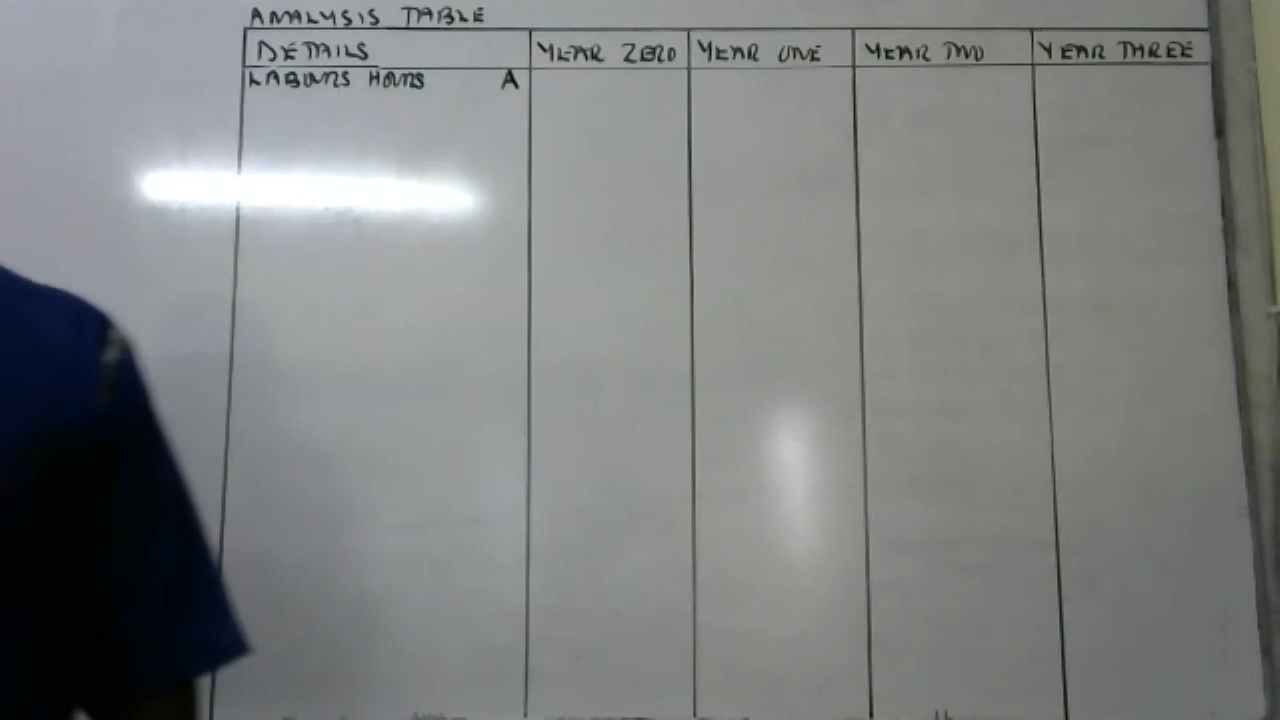 ANALYSIS TABLE
DETAILS YEAR ZERO YEAR ONE YEAR TWO YEAR THREE
LABOURS HOURS A